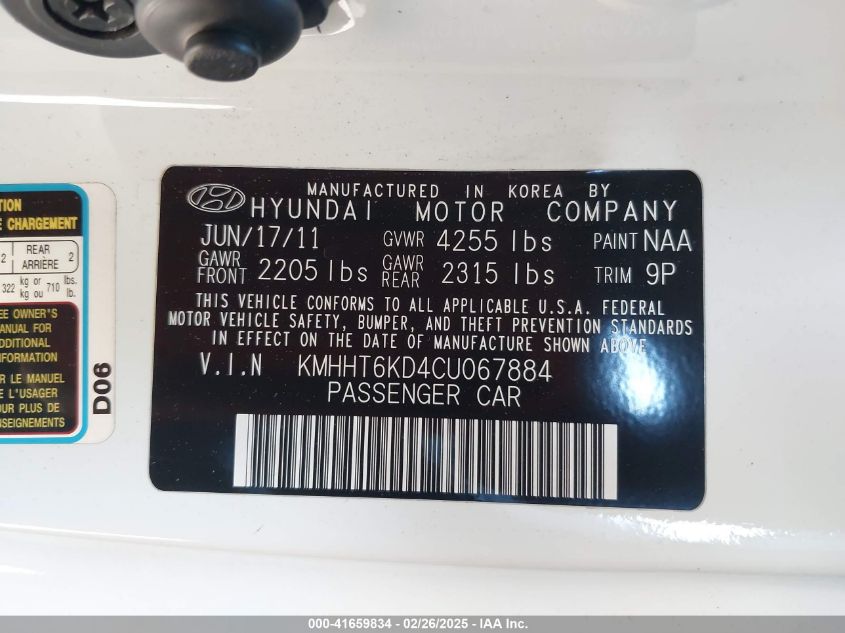 TION
E CHARGEMENT
2 REAR ARRIÈRE 2
322 kg or kg ou 710 lbs. lb.
EE OWNER'S
ANUAL FOR
ADDITIONAL
R LE MANUEL
E L'USAGER
OUR PLUS DE
SEIGNEMENTS
D06
MANUFACTURED IN KOREA BY
HYUNDAI MOTOR COMPANY
JUN/17/11 GVWR 4255 lbs PAINT NAA
GAWR FRONT 2205 lbs GAWR REAR 2315 lbs TRIM 9P
THIS VEHICLE CONFORMS TO ALL APPLICABLE U.S.A. FEDERAL
MOTOR VEHICLE SAFETY, BUMPER, AND THEFT PREVENTION STANDARDS
IN EFFECT ON THE DATE OF MANUFACTURE SHOWN ABOVE.
V.I.N KMHHT6KD4CU067884
PASSENGER CAR
000-41659834 - 02/26/2025 - IAA Inc.